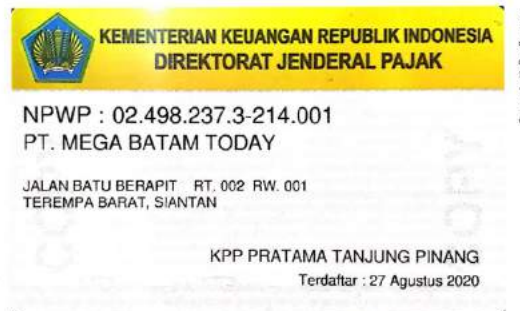 KEMENTERIAN KEUANGAN REPUBLIK INDONESIA
DIREKTORAT JENDERAL PAJAK
NPWP : 02.498.237.3-214.001
PT. MEGA BATAM TODAY
JALAN BATU BERAPIT RT. 002 RW. 001
TEREMPA BARAT, SIANTAN
KPP PRATAMA TANJUNG PINANG
Terdaftar : 27 Agustus 2020
COPY